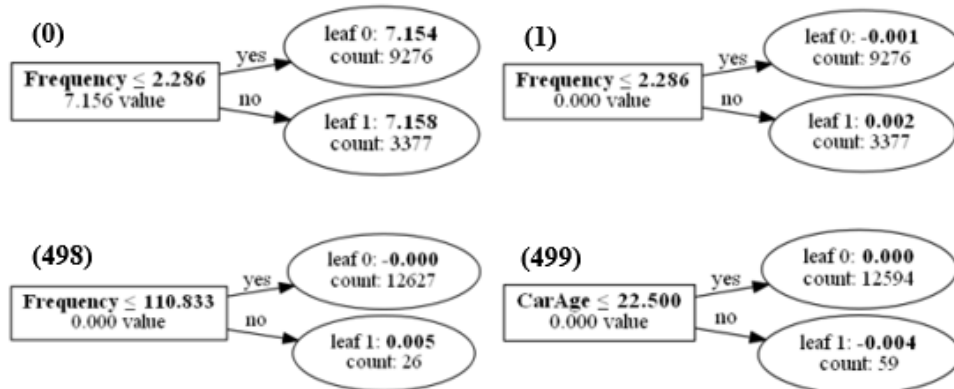 (0)
Frequency ≤ 2.286
7.156 value
yes
no
leaf 0: 7.154
count: 9276
leaf 1: 7.158
count: 3377
(1)
Frequency ≤ 2.286
0.000 value
yes
no
leaf 0: -0.001
count: 9276
leaf 1: 0.002
count: 3377
(498)
Frequency ≤ 110.833
0.000 value
yes
no
leaf 0: -0.000
count: 12627
leaf 1: 0.005
count: 26
(499)
CarAge ≤ 22.500
0.000 value
yes
no
leaf 0: 0.000
count: 12594
leaf 1: -0.004
count: 59